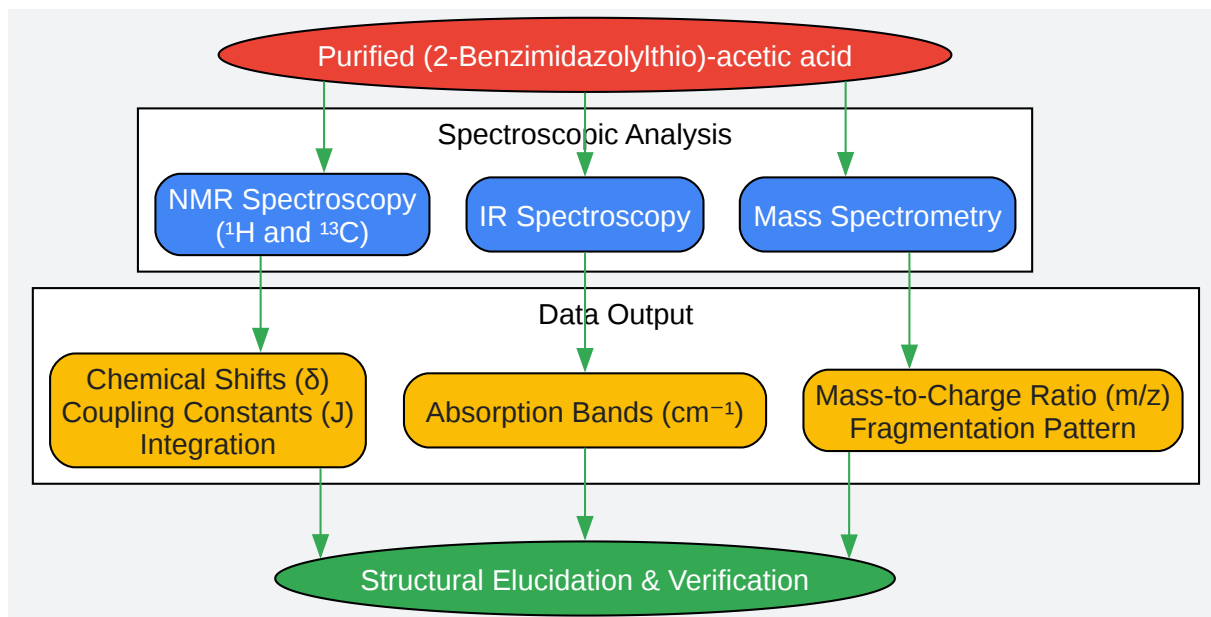 Purified (2-Benzimidazolylthio)-acetic acid
Spectroscopic Analysis
NMR Spectroscopy
(¹H and ¹³C)
IR Spectroscopy
Mass Spectrometry
Data Output
Chemical Shifts (δ)
Coupling Constants (J)
Integration
Absorption Bands (cm⁻¹)
Mass-to-Charge Ratio (m/z)
Fragmentation Pattern
Structural Elucidation & Verification